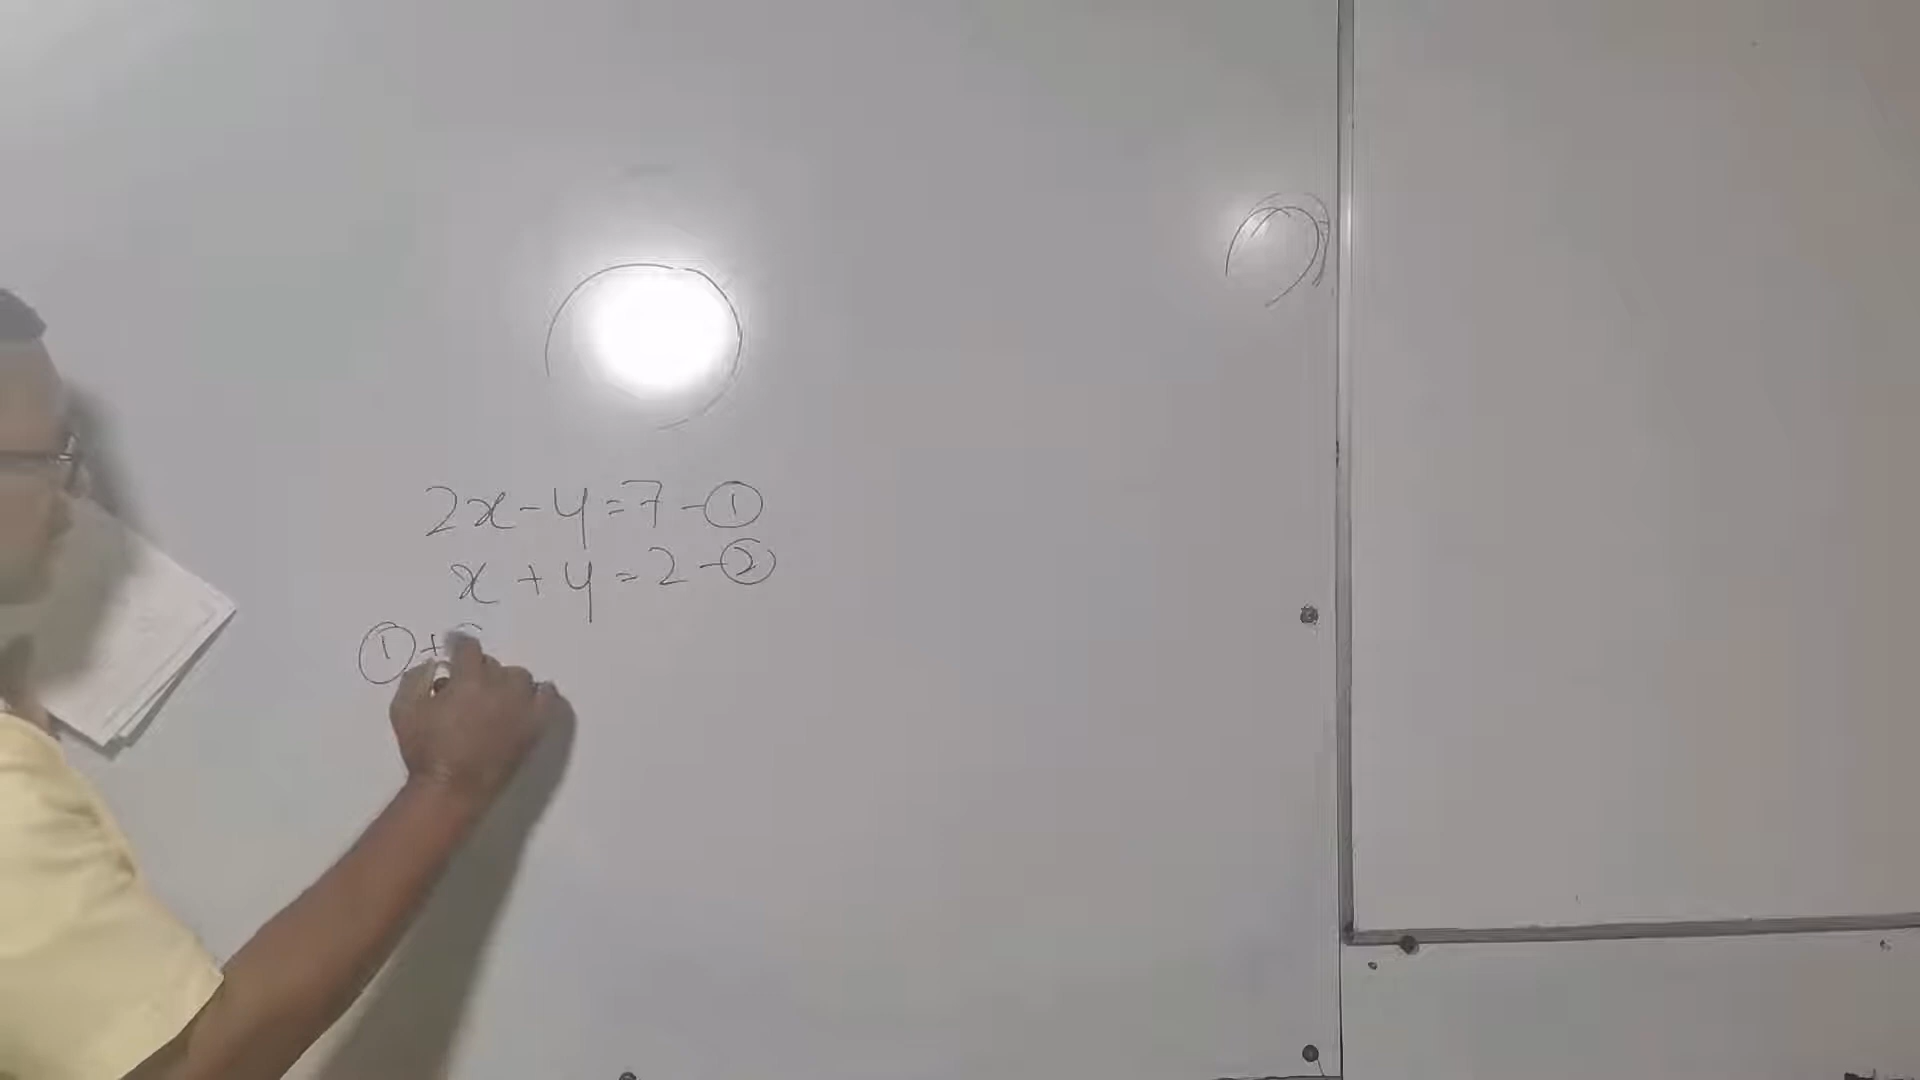 2x - y = 7 - ①
x + y = 2 - ②
① +